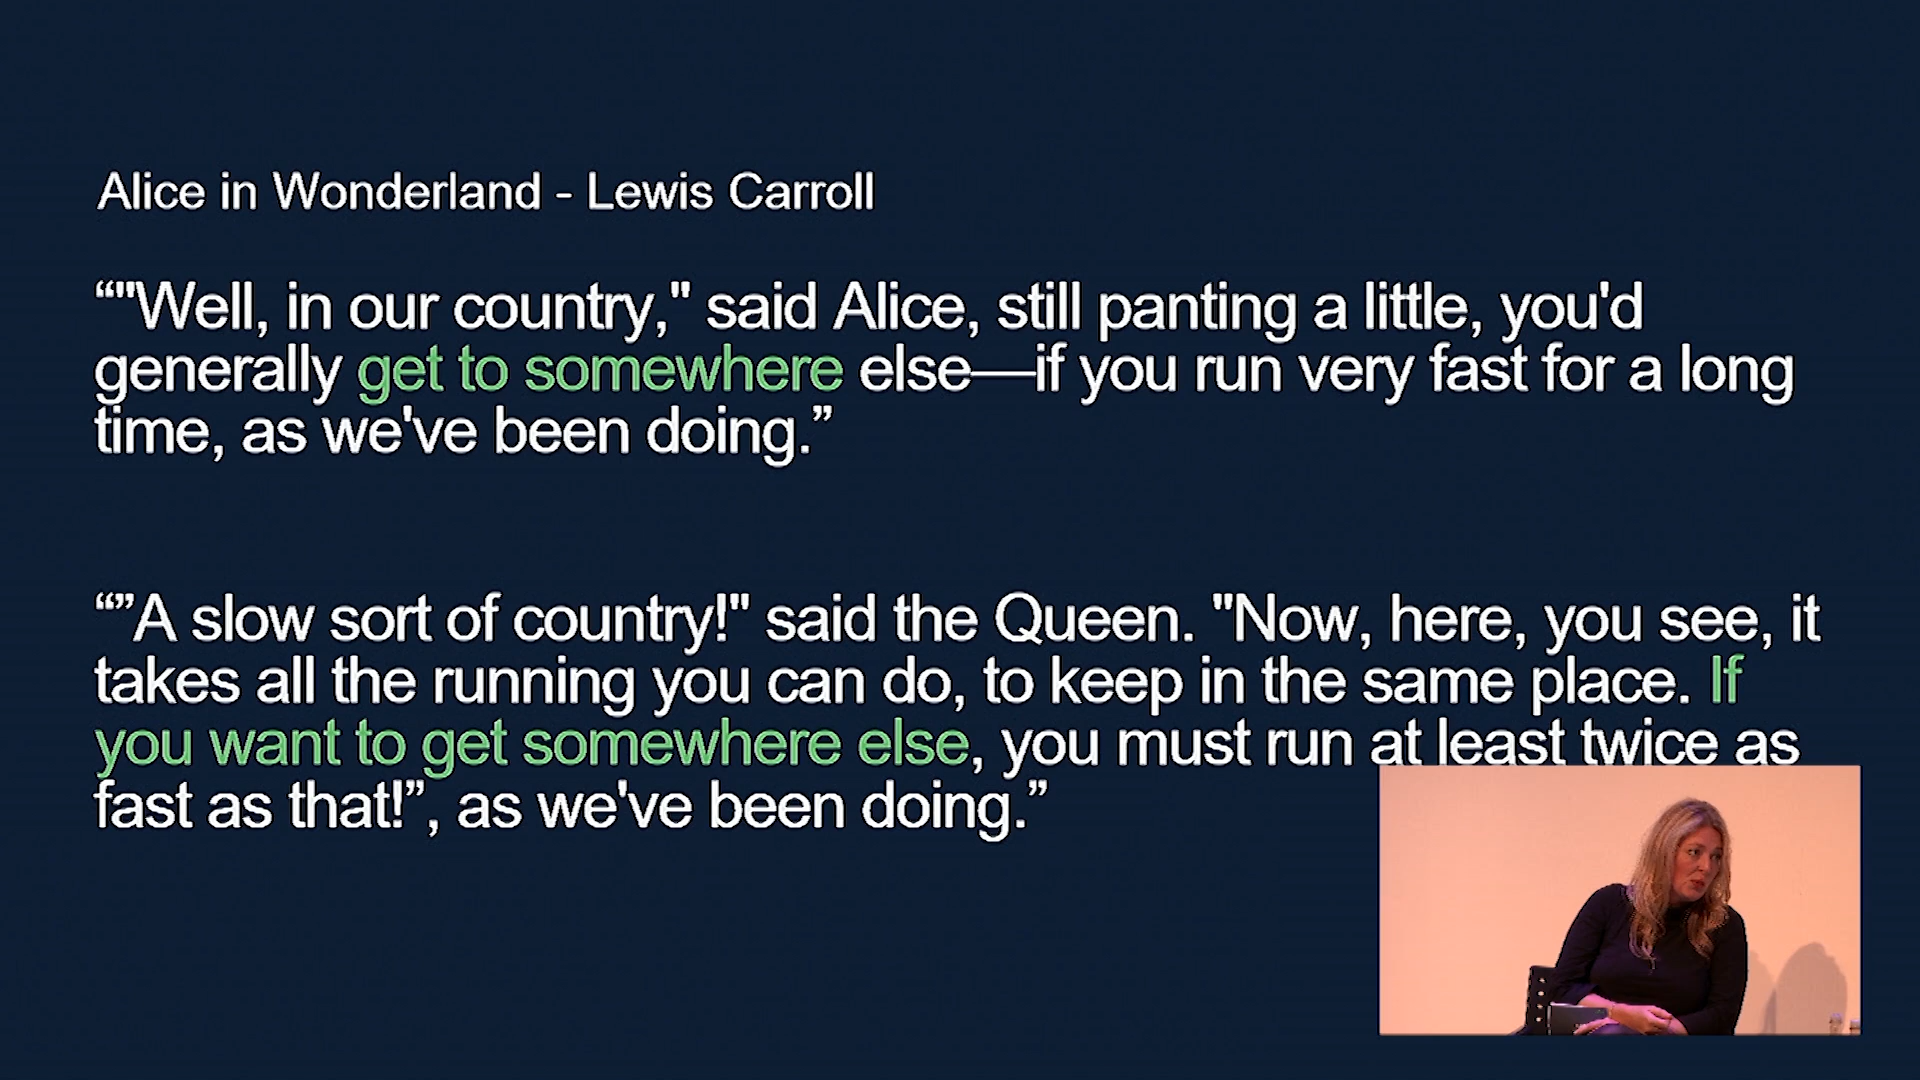 Alice in Wonderland - Lewis Carroll
“"Well, in our country," said Alice, still panting a little, you'd
generally get to somewhere else—if you run very fast for a long
time, as we've been doing.”
“”A slow sort of country!" said the Queen. "Now, here, you see, it
takes all the running you can do, to keep in the same place. If
you want to get somewhere else, you must run at least twice as
fast as that!”, as we've been doing.”